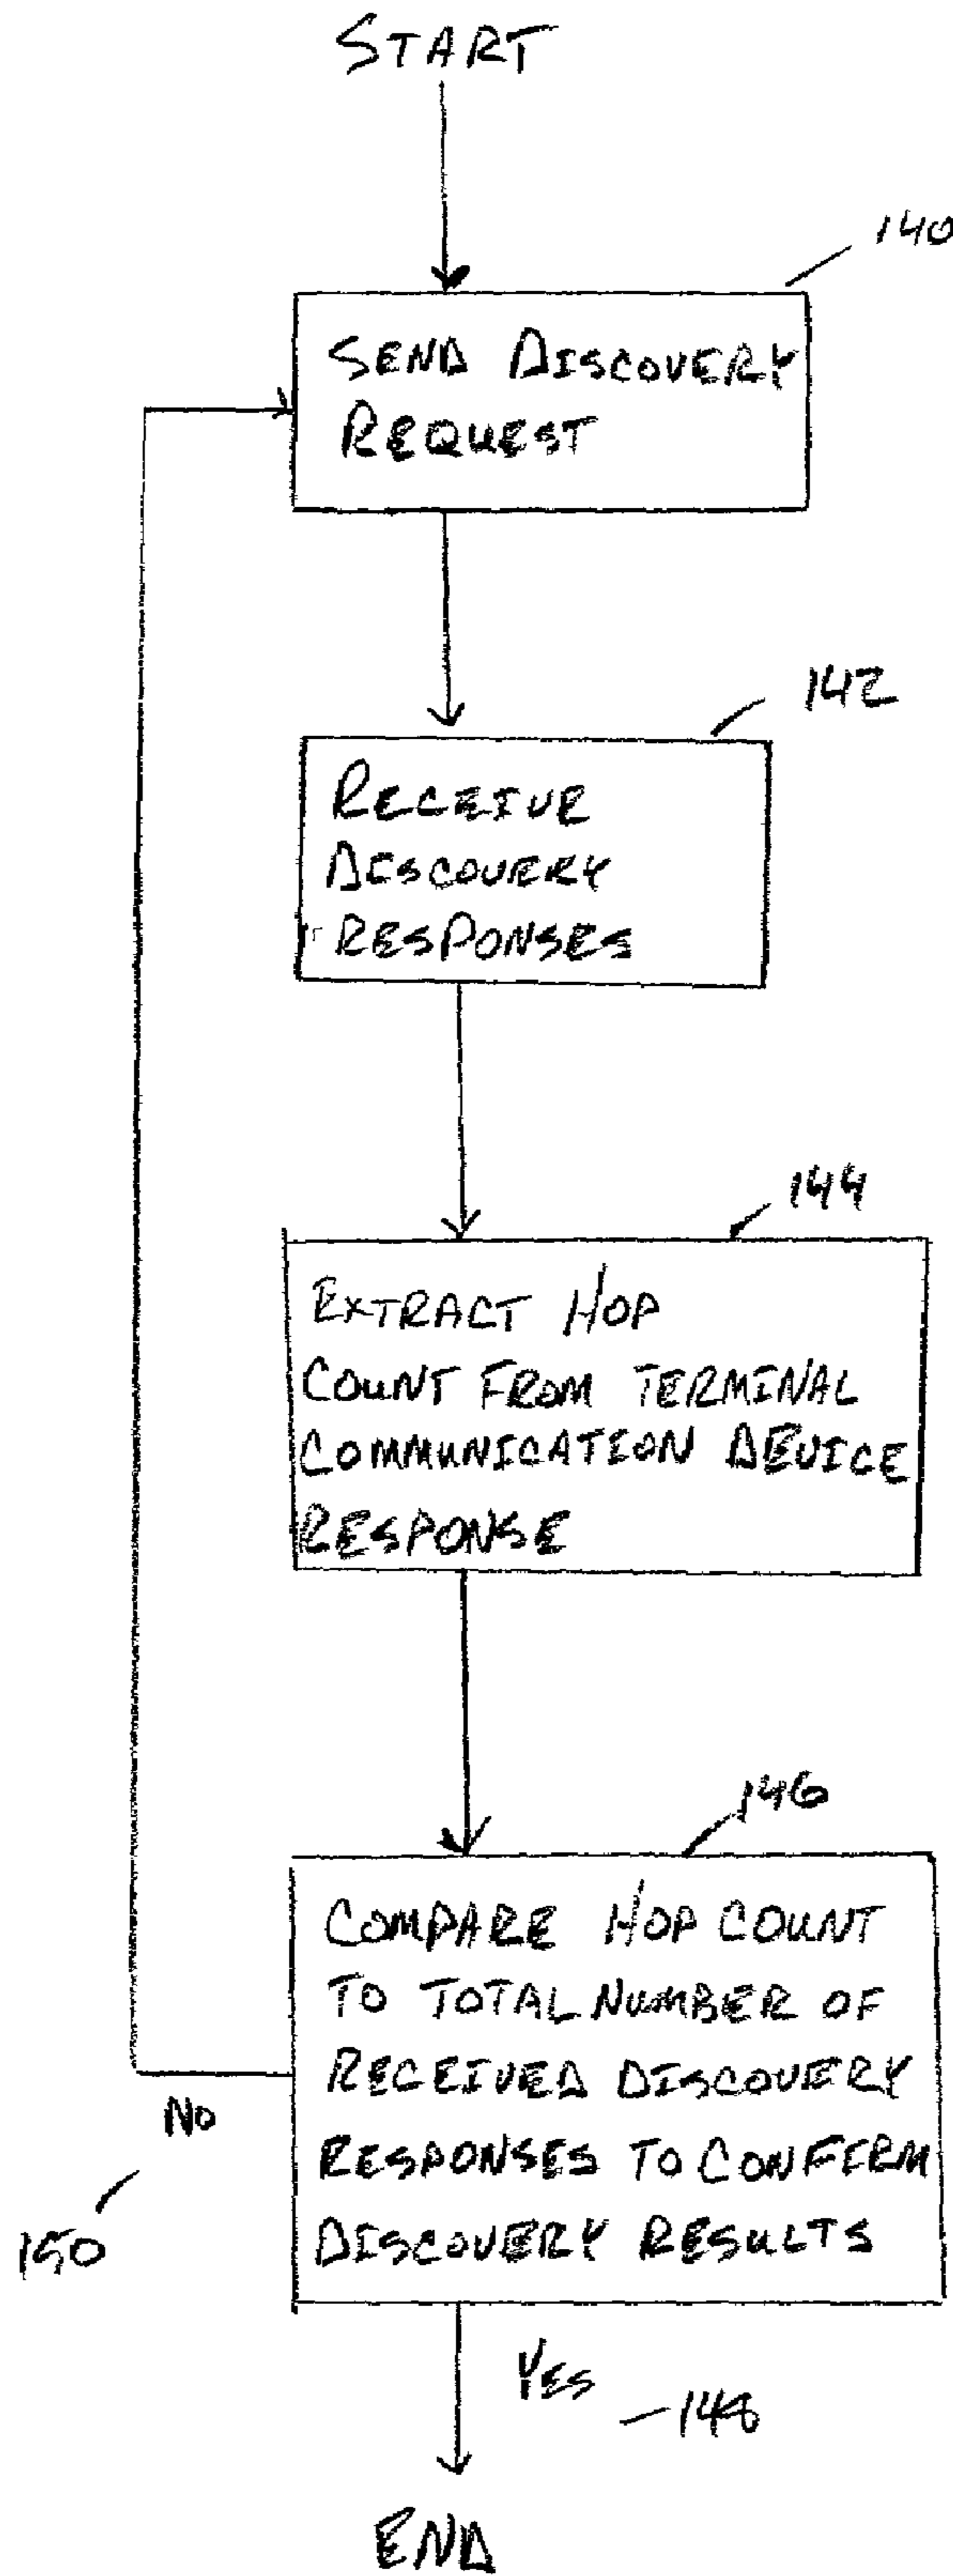 START
140
SEND DISCOVERY
REQUEST
142
RECEIVE
DISCOVERY
RESPONSES
144
EXTRACT HOP
COUNT FROM TERMINAL
COMMUNICATION DEVICE
RESPONSE
146
COMPARE HOP COUNT
TO TOTAL NUMBER OF
RECEIVED DISCOVERY
RESPONSES TO CONFIRM
DISCOVERY RESULTS
NO
150
YES
148
END